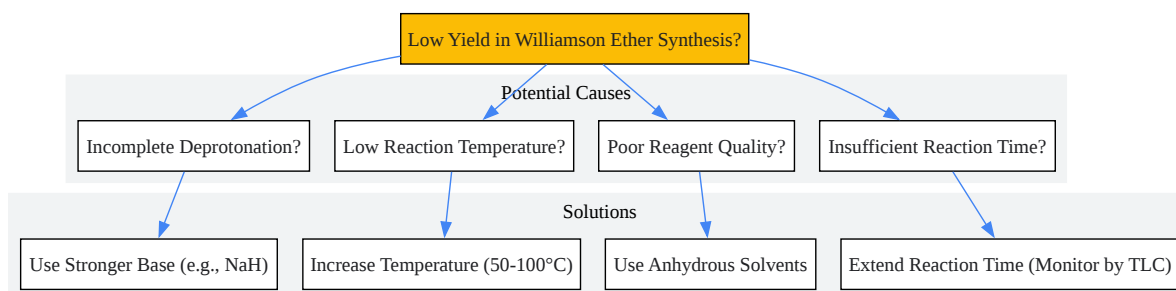 Low Yield in Williamson Ether Synthesis?
Potential Causes
Incomplete Deprotonation?
Low Reaction Temperature?
Poor Reagent Quality?
Insufficient Reaction Time?
Solutions
Use Stronger Base (e.g., NaH)
Increase Temperature (50-100°C)
Use Anhydrous Solvents
Extend Reaction Time (Monitor by TLC)